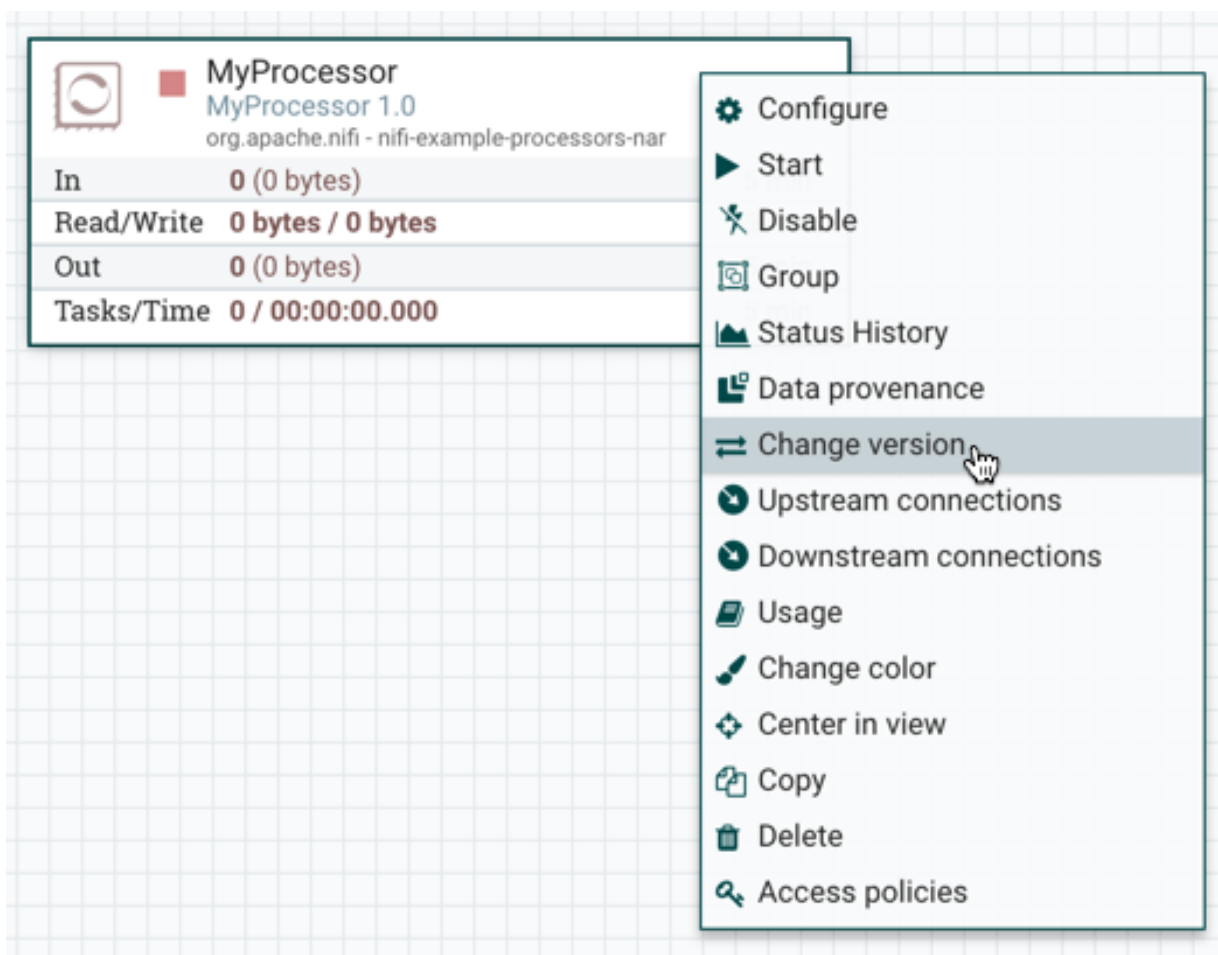 MyProcessor
MyProcessor 1.0
org.apache.nifi - nifi-example-processors-nar
In 0 (0 bytes)
Read/Write 0 bytes / 0 bytes
Out 0 (0 bytes)
Tasks/Time 0 / 00:00:00.000
Configure
Start
Disable
Group
Status History
Data provenance
Change version
Upstream connections
Downstream connections
Usage
Change color
Center in view
Copy
Delete
Access policies